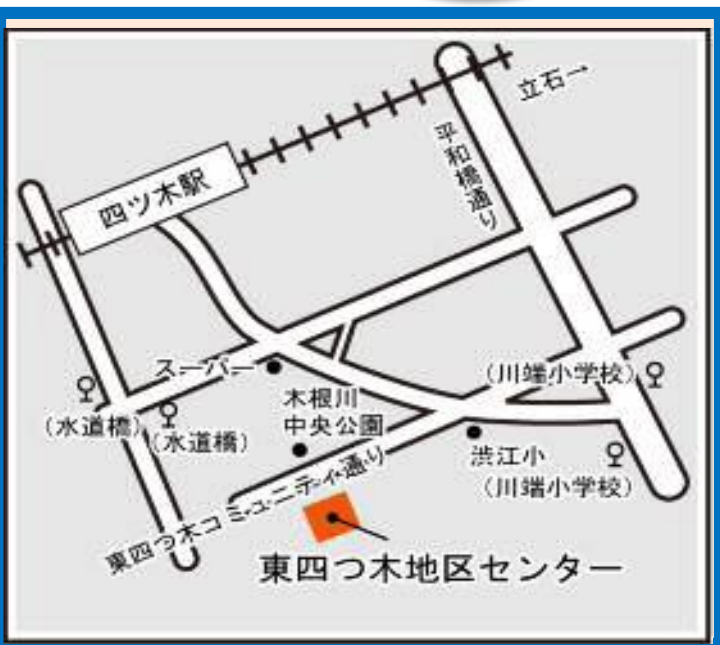 立石→
平和橋通り
四ツ木駅
スーパー
(川端小学校)
木根川
中央公園
(水道橋)
(水道橋)
渋江小
(川端小学校)
東四つ木コミュニティ通り
東四つ木地区センター